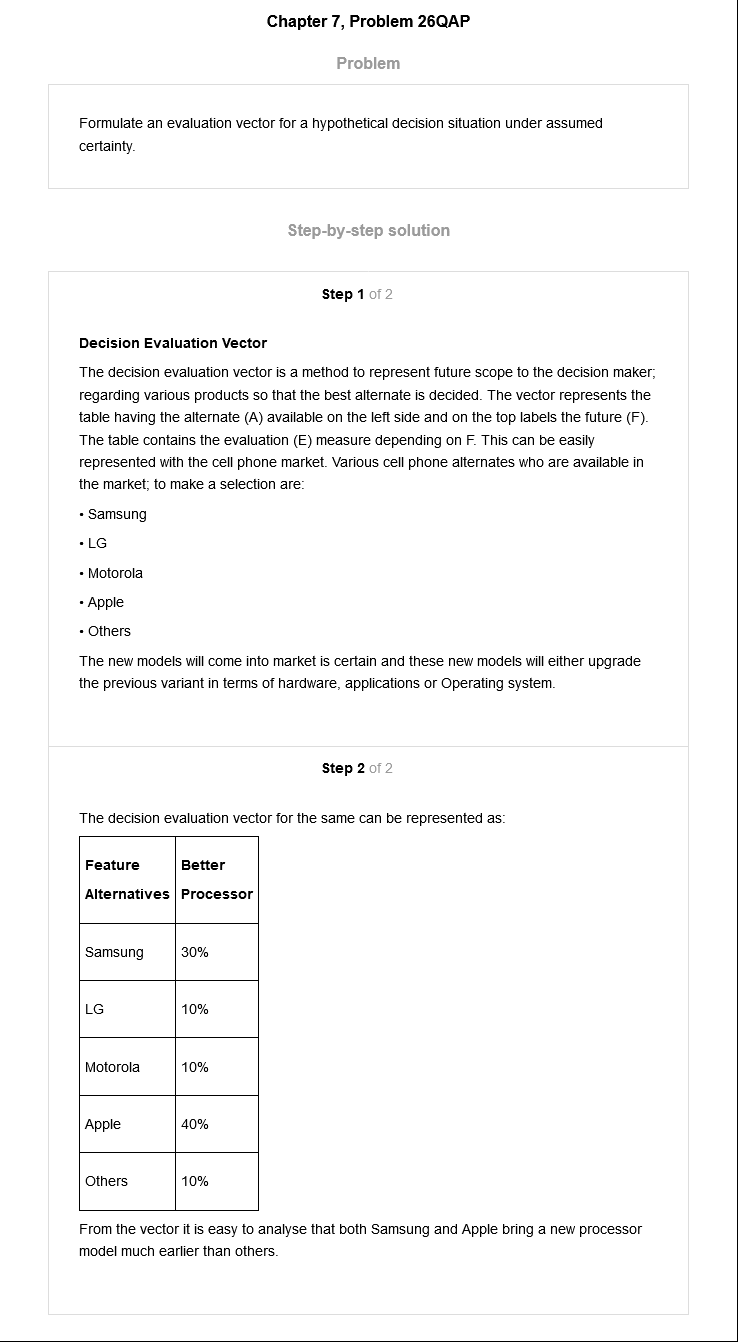 Chapter 7, Problem 26QAP
Problem
Formulate an evaluation vector for a hypothetical decision situation under assumed
certainty.
Step-by-step solution
Step 1 of 2
Decision Evaluation Vector
The decision evaluation vector is a method to represent future scope to the decision maker;
regarding various products so that the best alternate is decided. The vector represents the
table having the alternate (A) available on the left side and on the top labels the future (F).
The table contains the evaluation (E) measure depending on F. This can be easily
represented with the cell phone market. Various cell phone alternates who are available in
the market; to make a selection are:
• Samsung
• LG
• Motorola
• Apple
• Others
The new models will come into market is certain and these new models will either upgrade
the previous variant in terms of hardware, applications or Operating system.
Step 2 of 2
The decision evaluation vector for the same can be represented as:
Feature Better
Alternatives Processor
Samsung 30%
LG 10%
Motorola 10%
Apple 40%
Others 10%
From the vector it is easy to analyse that both Samsung and Apple bring a new processor
model much earlier than others.